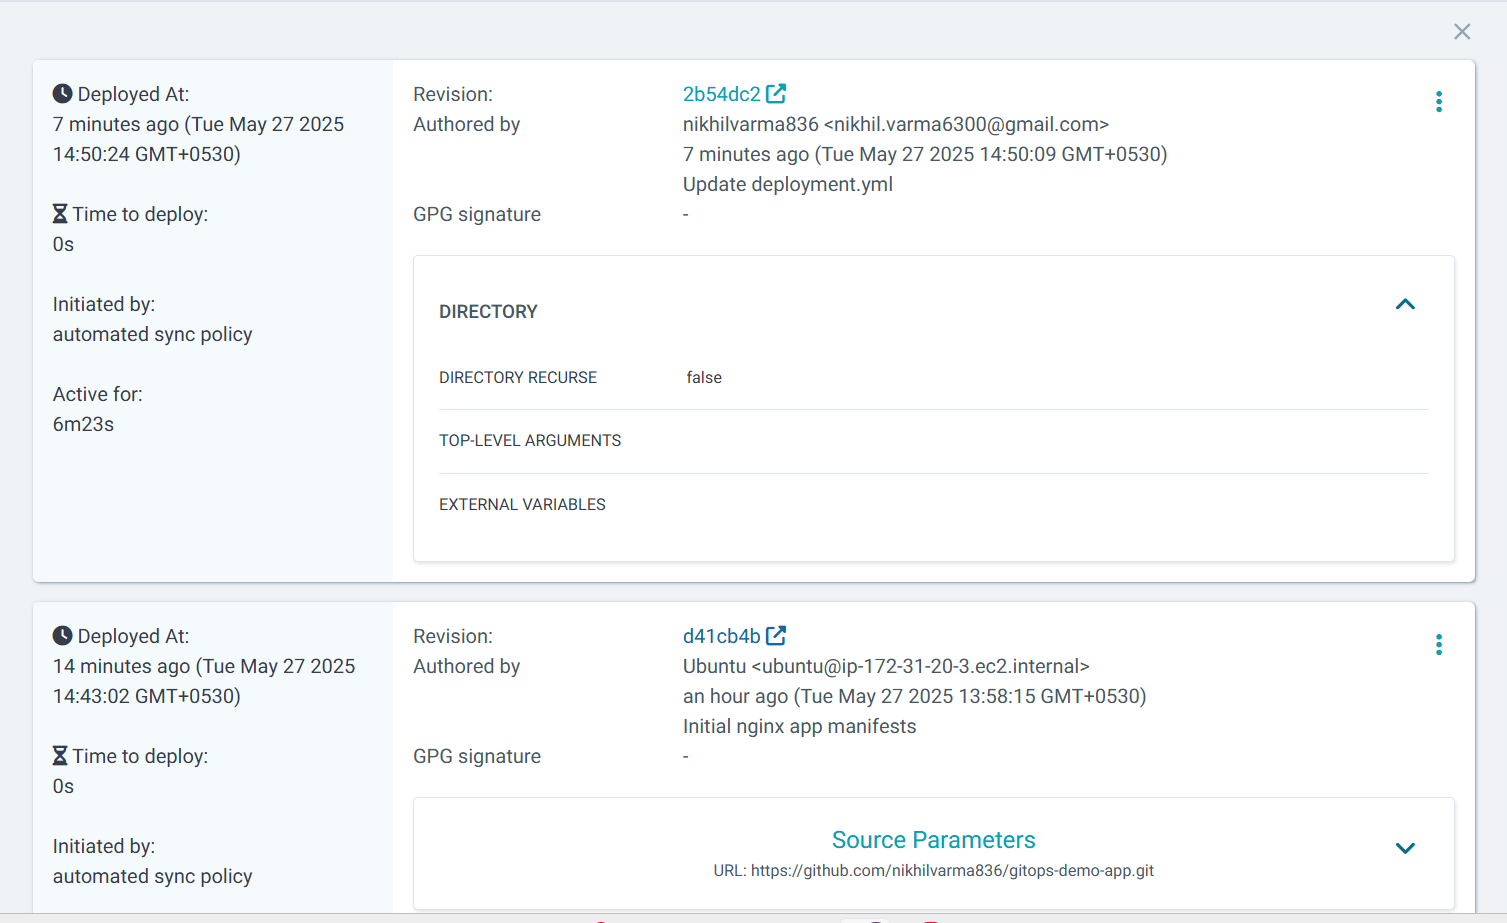 Deployed At:
7 minutes ago (Tue May 27 2025
14:50:24 GMT+0530)
Time to deploy:
0s
Initiated by:
automated sync policy
Active for:
6m23s
Revision: 2b54dc2
Authored by nikhilvarma836 <nikhil.varma6300@gmail.com>
7 minutes ago (Tue May 27 2025 14:50:09 GMT+0530)
Update deployment.yml
GPG signature -
DIRECTORY
DIRECTORY RECURSE false
TOP-LEVEL ARGUMENTS
EXTERNAL VARIABLES
Deployed At:
14 minutes ago (Tue May 27 2025
14:43:02 GMT+0530)
Time to deploy:
0s
Initiated by:
automated sync policy
Revision: d41cb4b
Authored by Ubuntu <ubuntu@ip-172-31-20-3.ec2.internal>
an hour ago (Tue May 27 2025 13:58:15 GMT+0530)
Initial nginx app manifests
GPG signature -
Source Parameters
URL: https://github.com/nikhilvarma836/gitops-demo-app.git